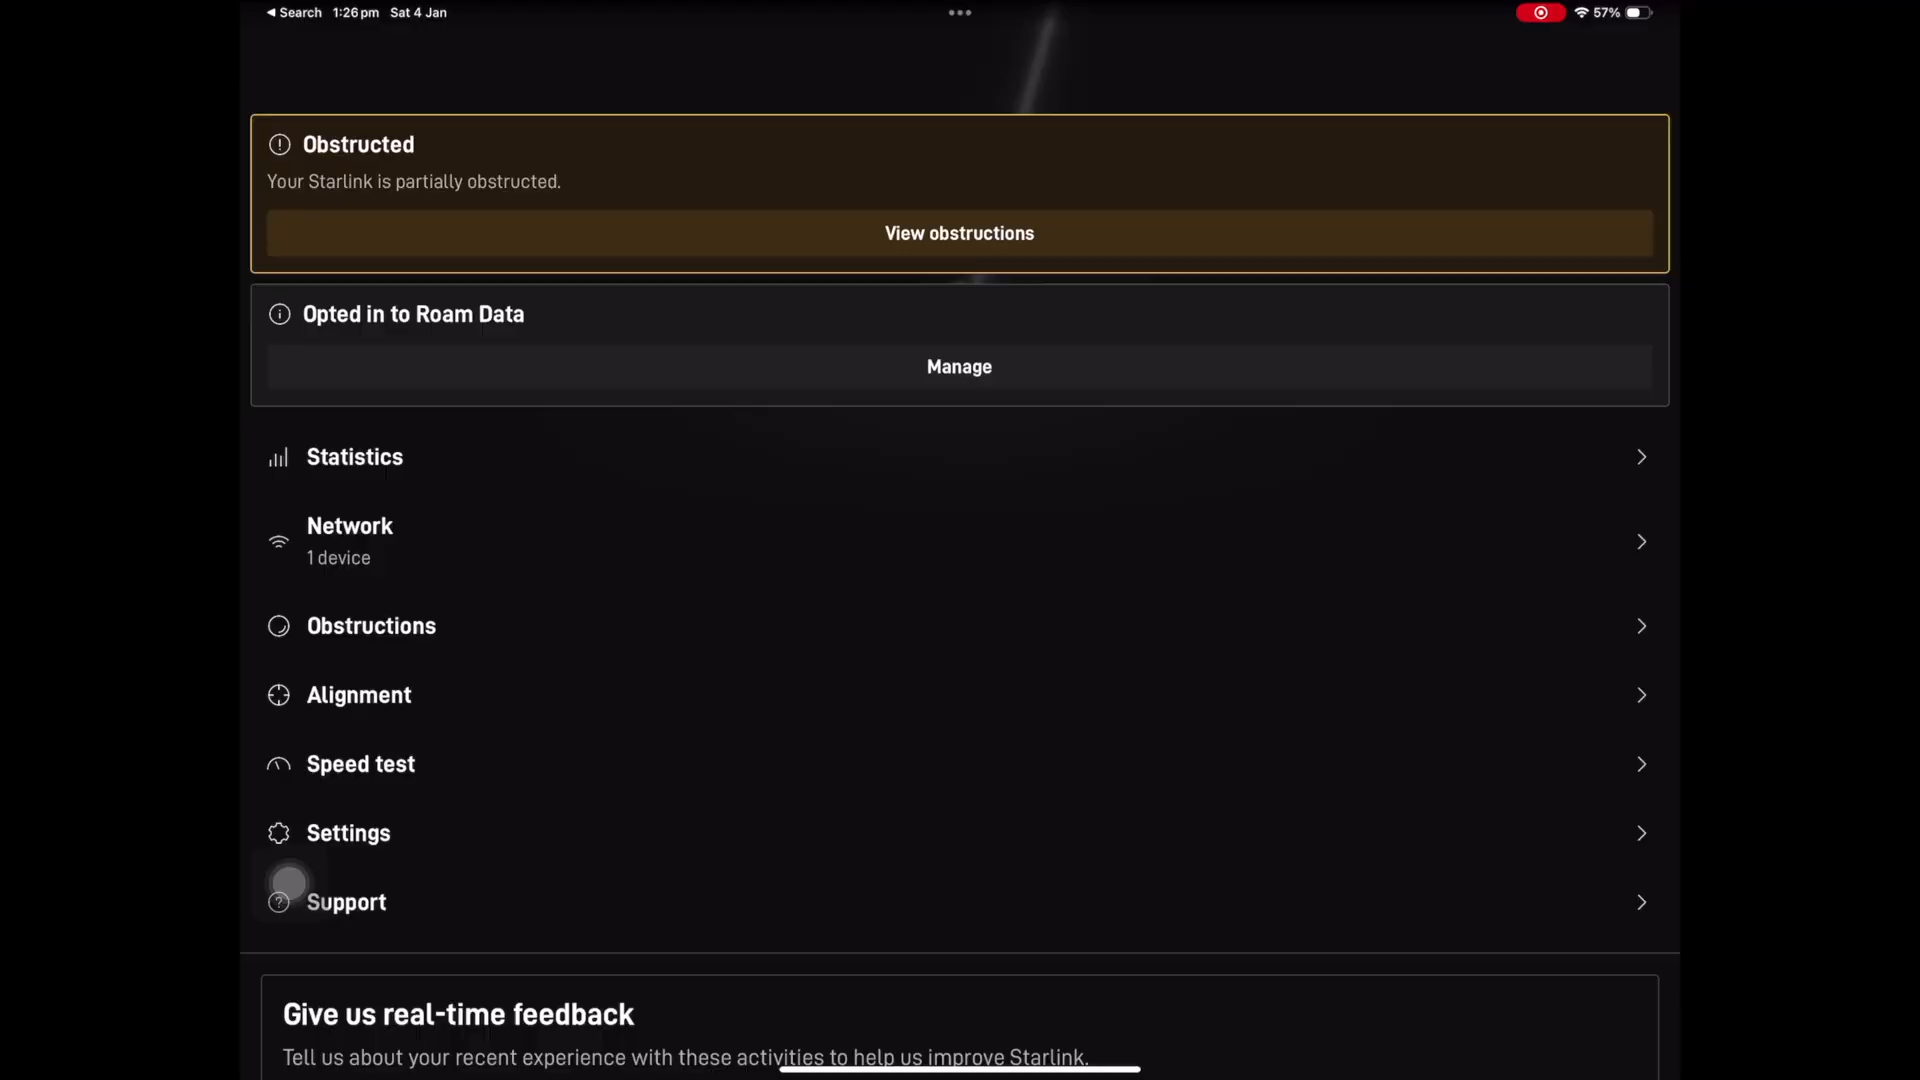 ◀ Search 1:26 pm Sat 4 Jan
57%
Obstructed
Your Starlink is partially obstructed.
View obstructions
Opted in to Roam Data
Manage
Statistics
Network
1 device
Obstructions
Alignment
Speed test
Settings
Support
Give us real-time feedback
Tell us about your recent experience with these activities to help us improve Starlink.